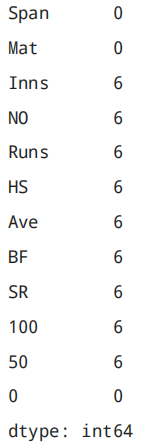 Span 0
Mat 0
Inns 6
NO 6
Runs 6
HS 6
Ave 6
BF 6
SR 6
100 6
50 6
0 0
dtype: int64